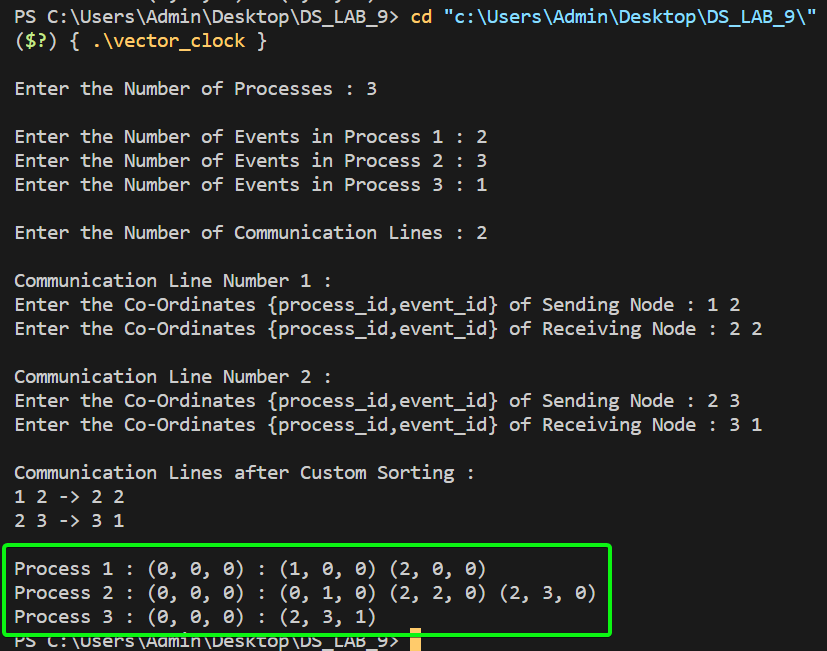 PS C:\Users\Admin\Desktop\DS_LAB_9> cd "c:\Users\Admin\Desktop\DS_LAB_9\"
($?) { .\vector_clock }
Enter the Number of Processes : 3
Enter the Number of Events in Process 1 : 2
Enter the Number of Events in Process 2 : 3
Enter the Number of Events in Process 3 : 1
Enter the Number of Communication Lines : 2
Communication Line Number 1 :
Enter the Co-Ordinates {process_id,event_id} of Sending Node : 1 2
Enter the Co-Ordinates {process_id,event_id} of Receiving Node : 2 2
Communication Line Number 2 :
Enter the Co-Ordinates {process_id,event_id} of Sending Node : 2 3
Enter the Co-Ordinates {process_id,event_id} of Receiving Node : 3 1
Communication Lines after Custom Sorting :
1 2 -> 2 2
2 3 -> 3 1
Process 1 : (0, 0, 0) : (1, 0, 0) (2, 0, 0)
Process 2 : (0, 0, 0) : (0, 1, 0) (2, 2, 0) (2, 3, 0)
Process 3 : (0, 0, 0) : (2, 3, 1)
PS C:\Users\Admin\Desktop\DS_LAB_9>